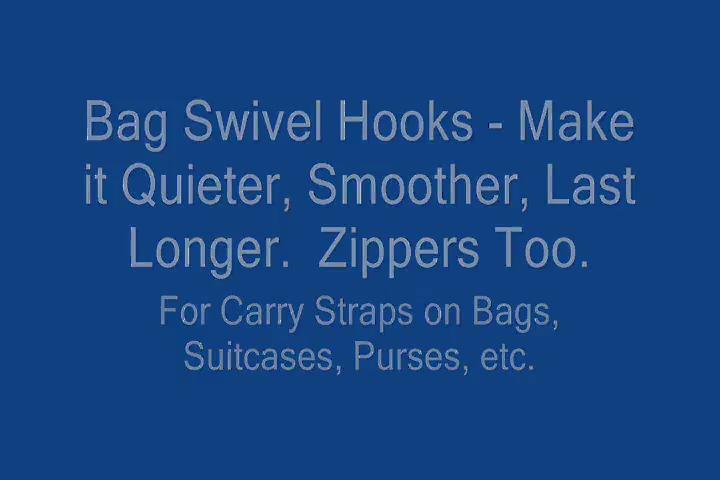 Bag Swivel Hooks - Make
it Quieter, Smoother, Last
Longer.  Zippers Too.
For Carry Straps on Bags,
Suitcases, Purses, etc.